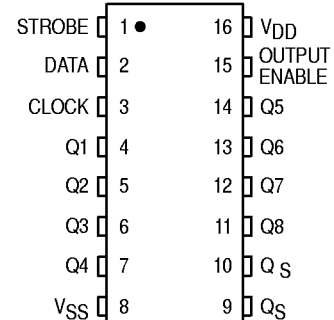 STROBE 1 ● 16 VDD
DATA 2 15 OUTPUT ENABLE
CLOCK 3 14 Q5
Q1 4 13 Q6
Q2 5 12 Q7
Q3 6 11 Q8
Q4 7 10 Q S
VSS 8 9 QS